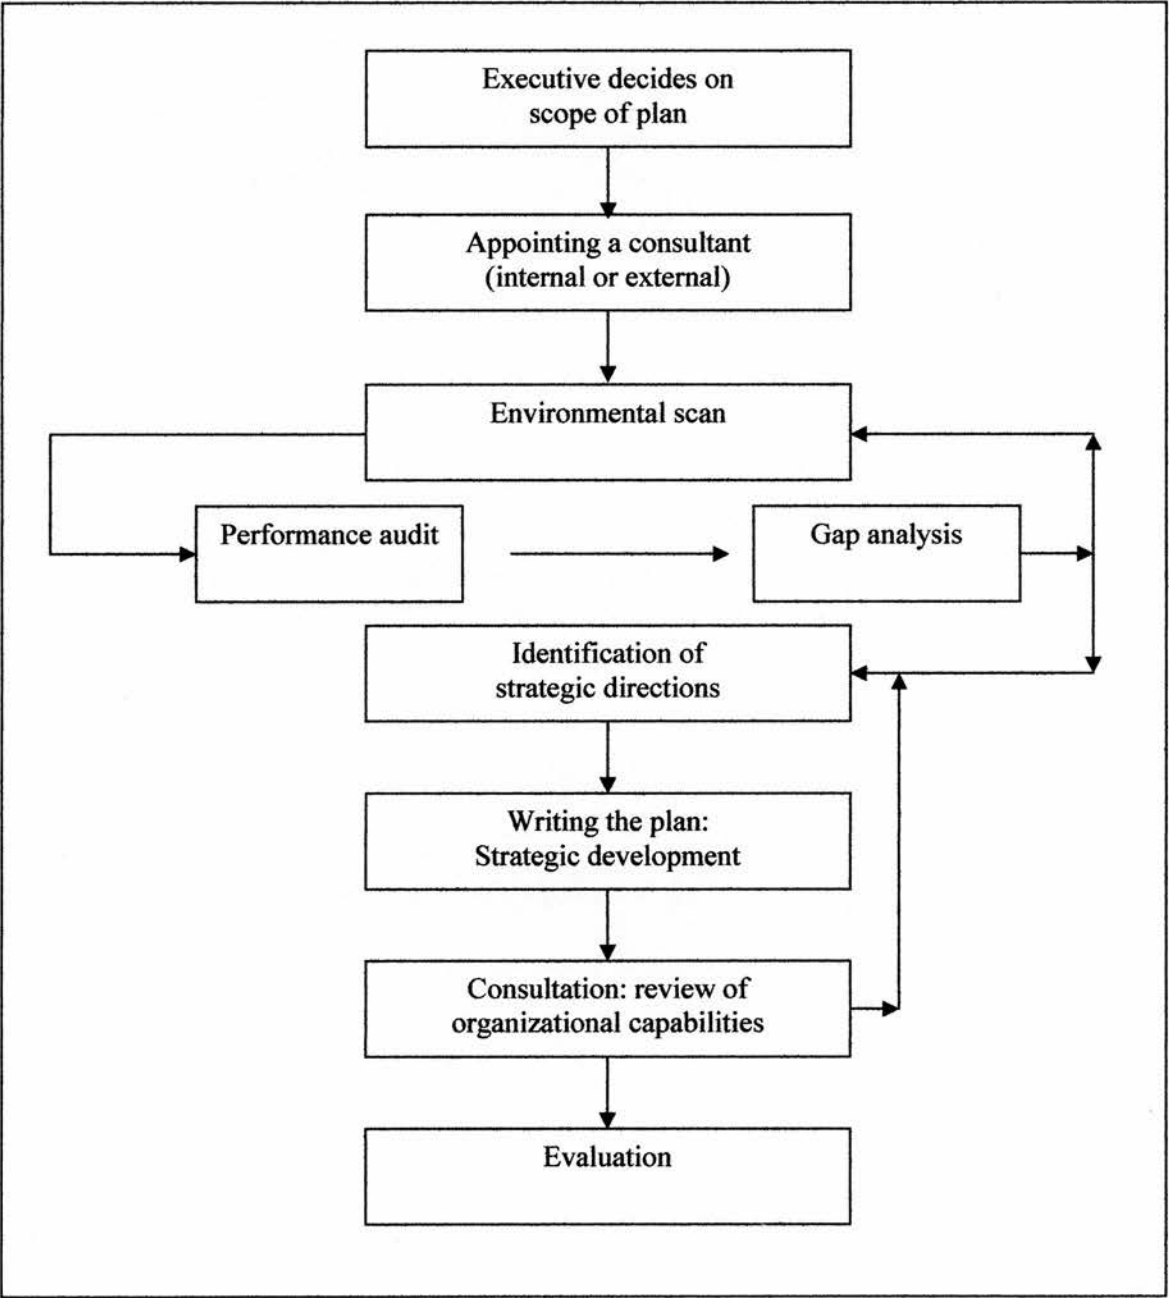 Executive decides on
scope of plan
Appointing a consultant
(internal or external)
Environmental scan
Performance audit
Gap analysis
Identification of
strategic directions
Writing the plan:
Strategic development
Consultation: review of
organizational capabilities
Evaluation